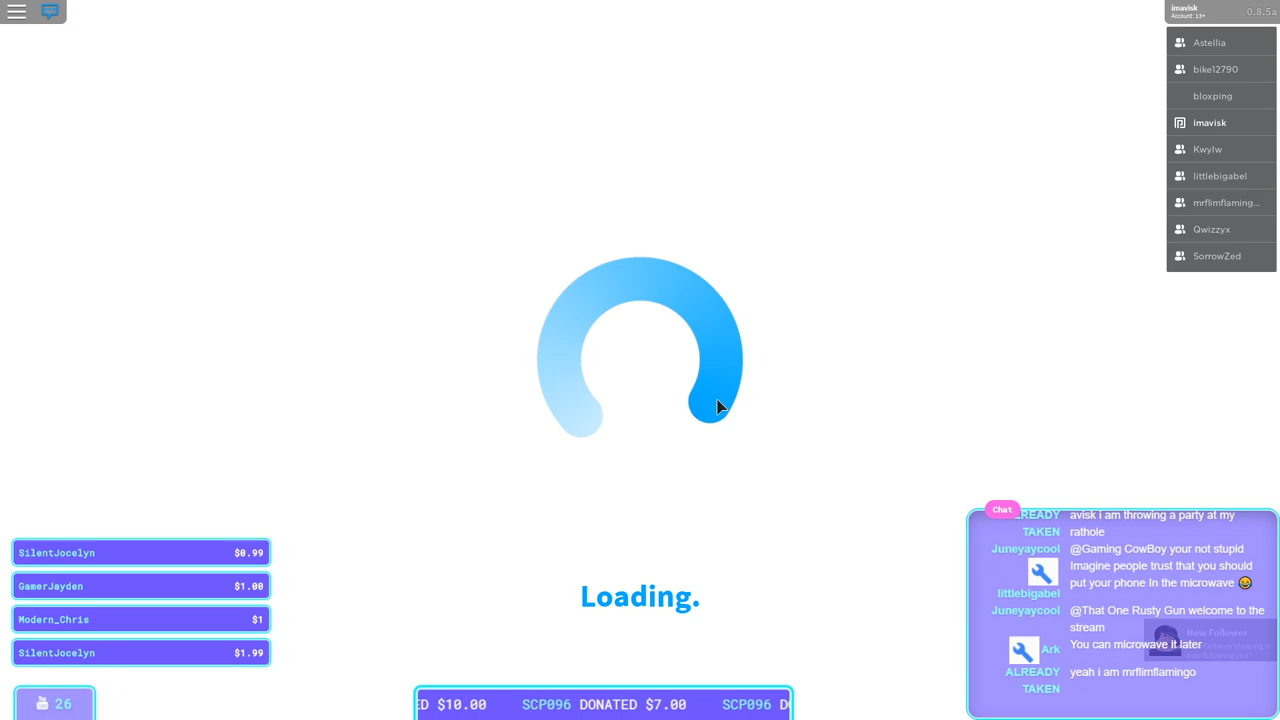 imavisk
Account: 13+
0.8.5a
Astellia
bike12790
bloxping
imavisk
Kwylw
littlebigabel
mrflimflaming...
Qwizzyx
SorrowZed
Loading.
SilentJocelyn $0.99
GamerJayden $1.00
Modern_Chris $1
SilentJocelyn $1.99
26
ED $10.00 SCP096 DONATED $7.00 SCP096 DO
Chat
ALREADY TAKEN avisk i am throwing a party at my
rathole
Juneyaycool @Gaming CowBoy your not stupid
littlebigabel Imagine people trust that you should
put your phone In the microwave 😅
Juneyaycool @That One Rusty Gun welcome to the
stream
Ark You can microwave it later
ALREADY TAKEN yeah i am mrflimflamingo
New Follower